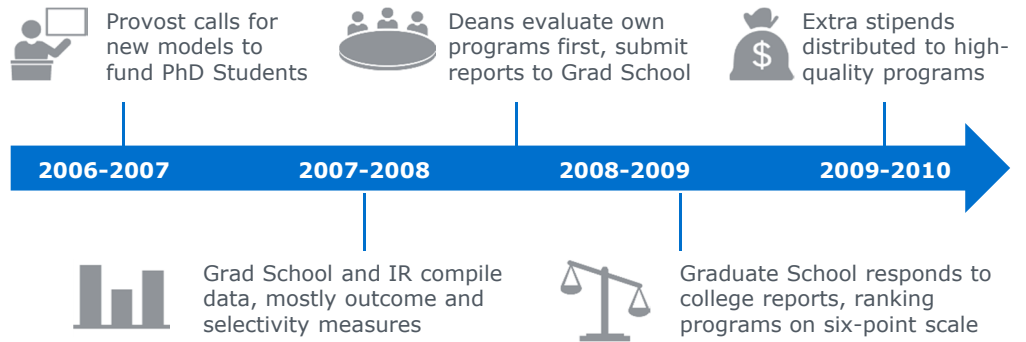 Provost calls for
new models to
fund PhD Students
Deans evaluate own
programs first, submit
reports to Grad School
Extra stipends
distributed to high-
quality programs
$
2006-2007
2007-2008
2008-2009
2009-2010
Grad School and IR compile
data, mostly outcome and
selectivity measures
Graduate School responds to
college reports, ranking
programs on six-point scale